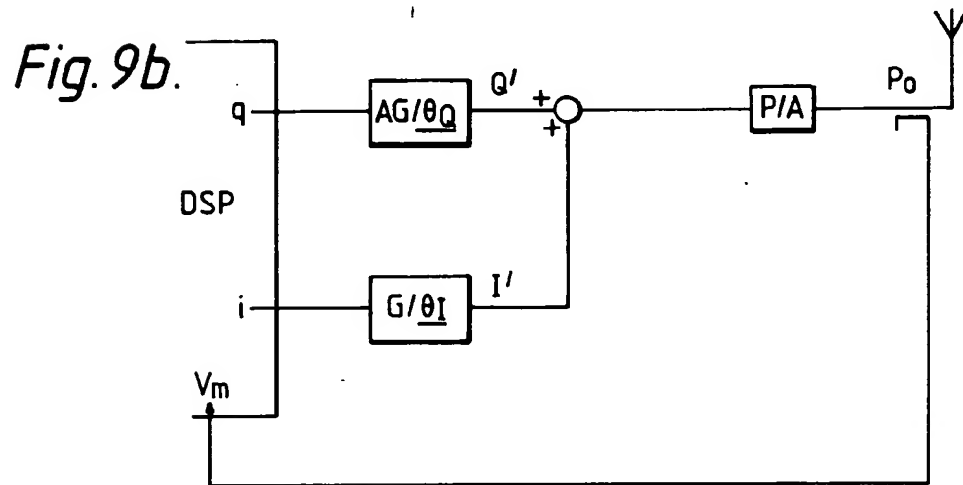 Fig. 9b.
q
AG/θQ
Q'
+
+
P/A
Po
DSP
i
G/θI
I'
Vm